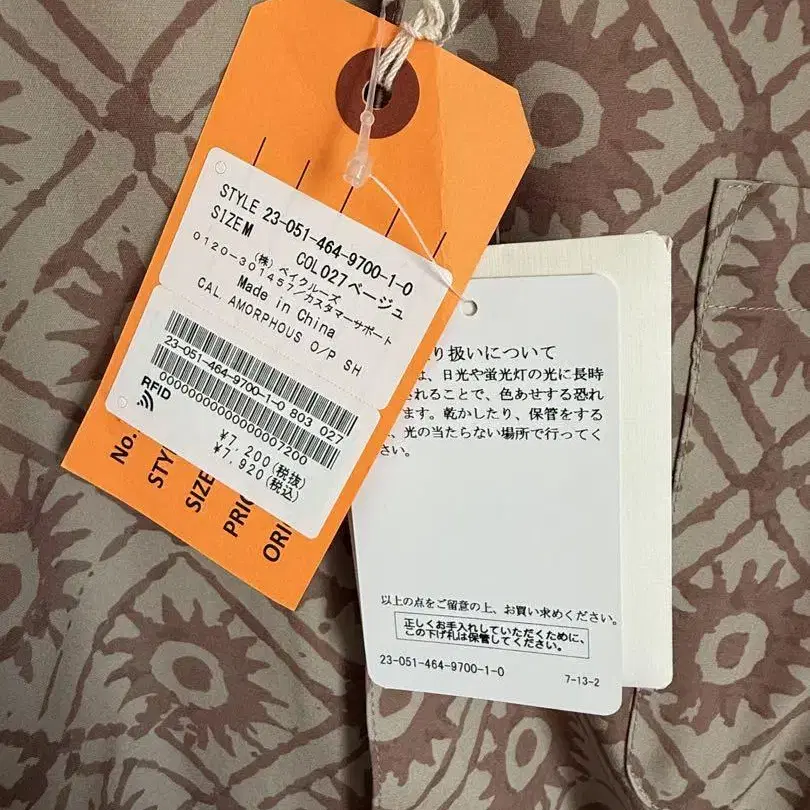 STYLE 23-051-464-9700-1-0
SIZE M COL027ベージュ
(株) ベイクルーズ
0120-301457/カスタマーサポート
Made in China
CAL. AMORPHOUS O/P SH
23-051-464-9700-1-0 803 027
RFID
¥7,200(税抜)
¥7,920(税込)
No.
STY
SIZE
PRI
ORI
り扱いについて
は、日光や蛍光灯の光に長時
れることで、色あせする恐れ
ます。乾かしたり、保管をする
、光の当たらない場所で行ってく
さい。
以上の点をご留意の上、お買い求めください。
正しくお手入れしていただくために、
この下げ札は保管してください。
23-051-464-9700-1-0 7-13-2